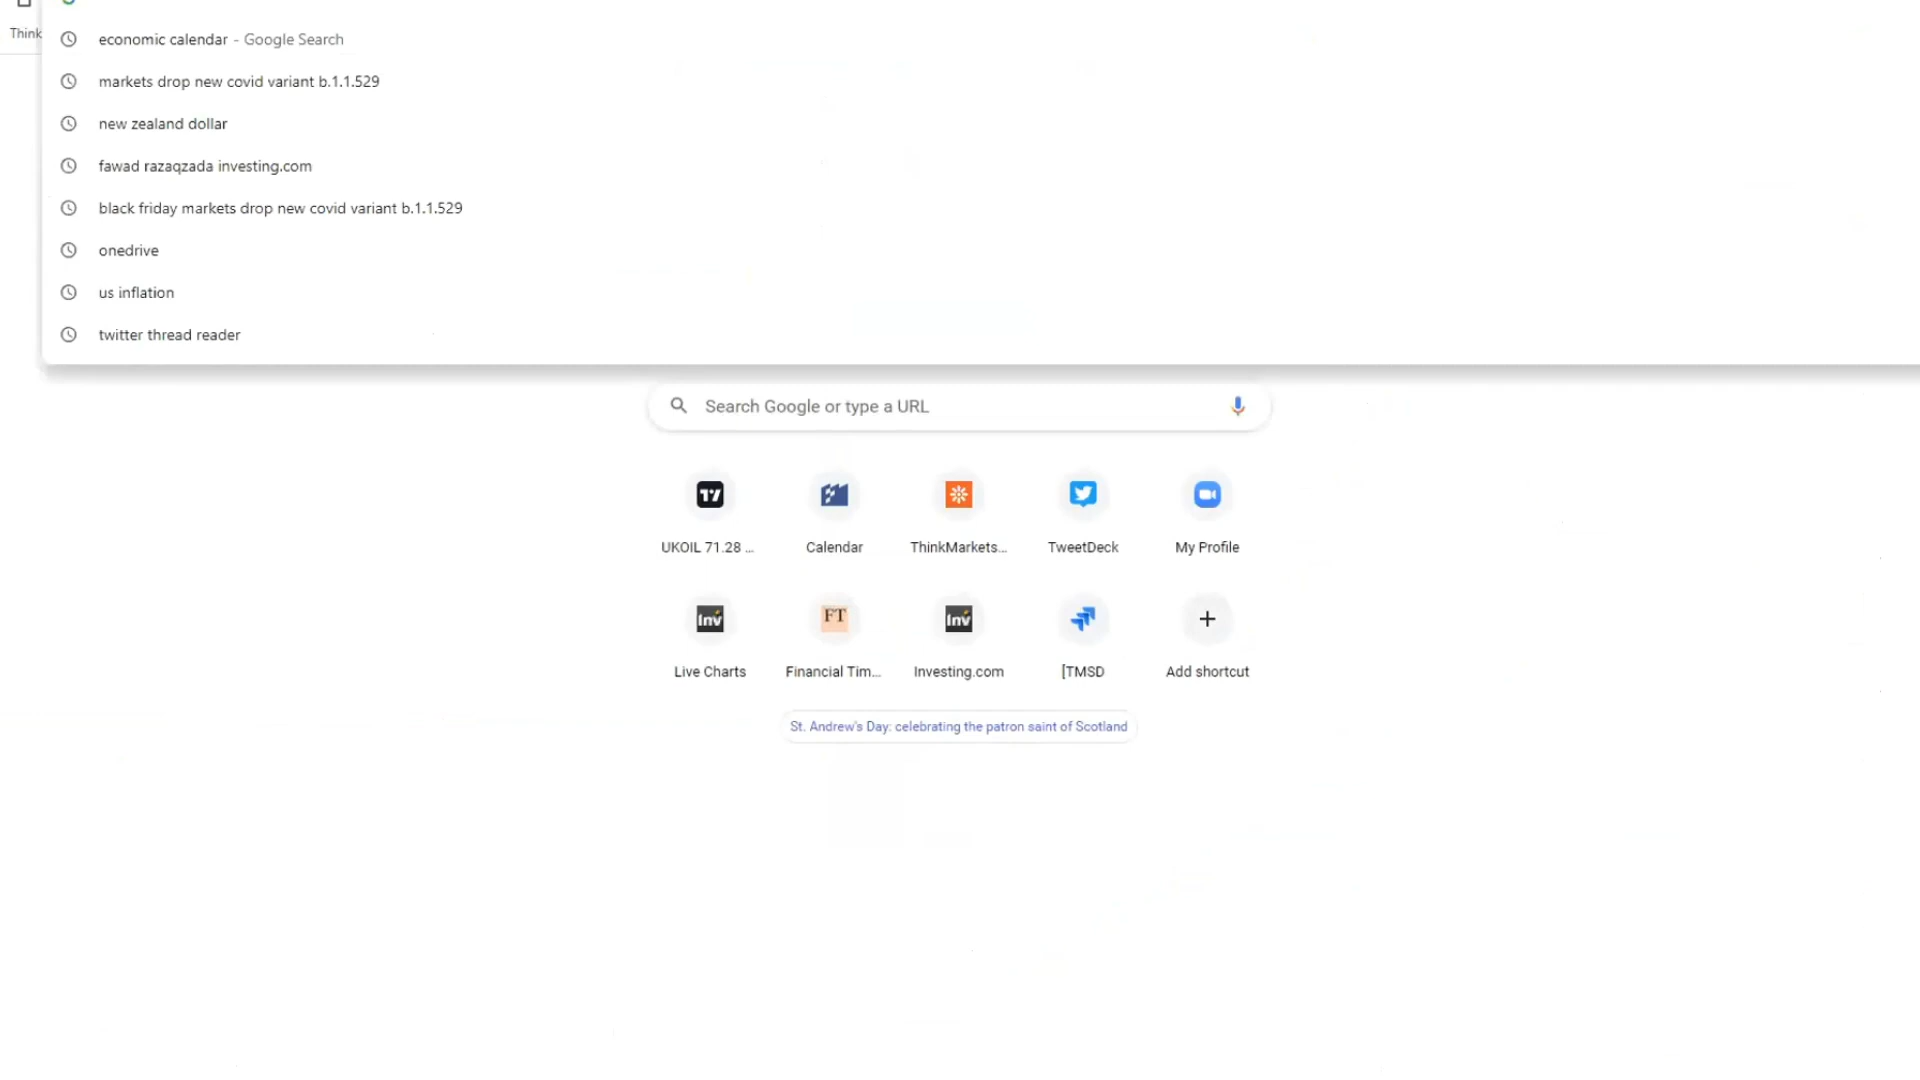 Think
economic calendar - Google Search
markets drop new covid variant b.1.1.529
new zealand dollar
fawad razaqzada investing.com
black friday markets drop new covid variant b.1.1.529
onedrive
us inflation
twitter thread reader
Search Google or type a URL
UKOIL 71.28 ...
Calendar
ThinkMarkets...
TweetDeck
My Profile
Inv
FT
Inv
Live Charts
Financial Tim...
Investing.com
[TMSD
Add shortcut
St. Andrew's Day: celebrating the patron saint of Scotland